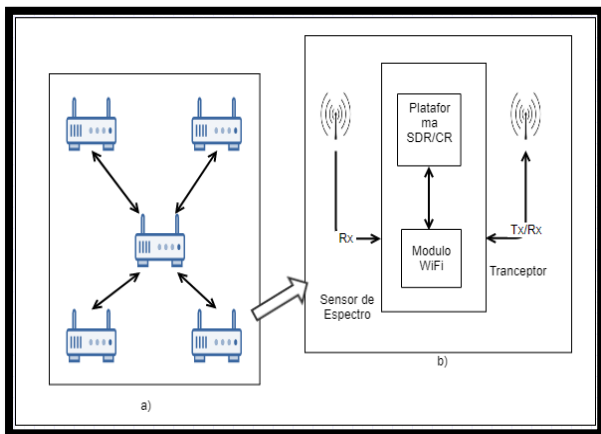 Platafor
ma
SDR/CR
Rx
Tx/Rx
Modulo
WiFi
Tranceptor
Sensor de
Espectro
b)
a)